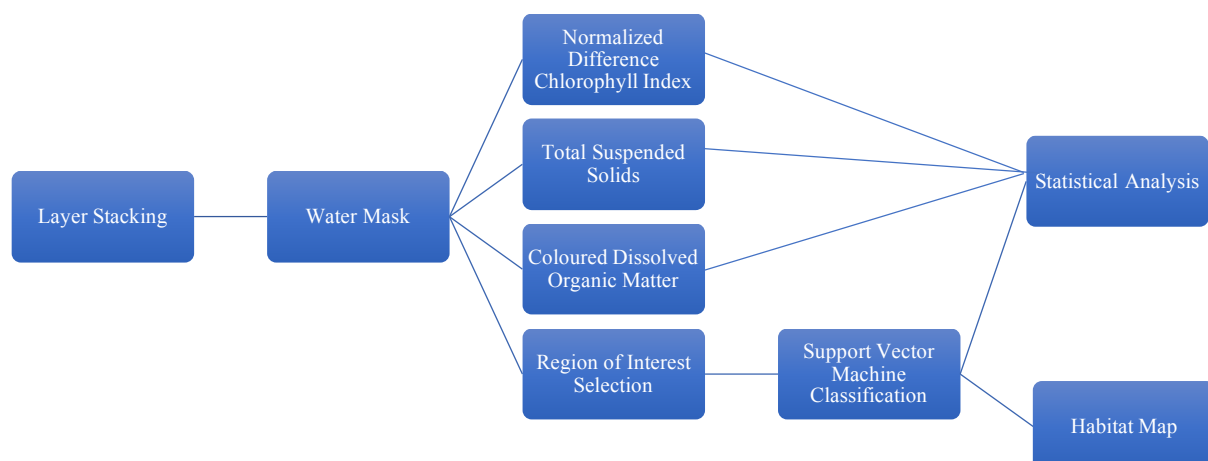 Layer Stacking
Water Mask
Normalized
Difference
Chlorophyll Index
Total Suspended
Solids
Coloured Dissolved
Organic Matter
Region of Interest
Selection
Support Vector
Machine
Classification
Statistical Analysis
Habitat Map